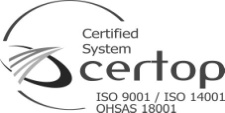 Certified
System
certop
ISO 9001 / ISO 14001
OHSAS 18001